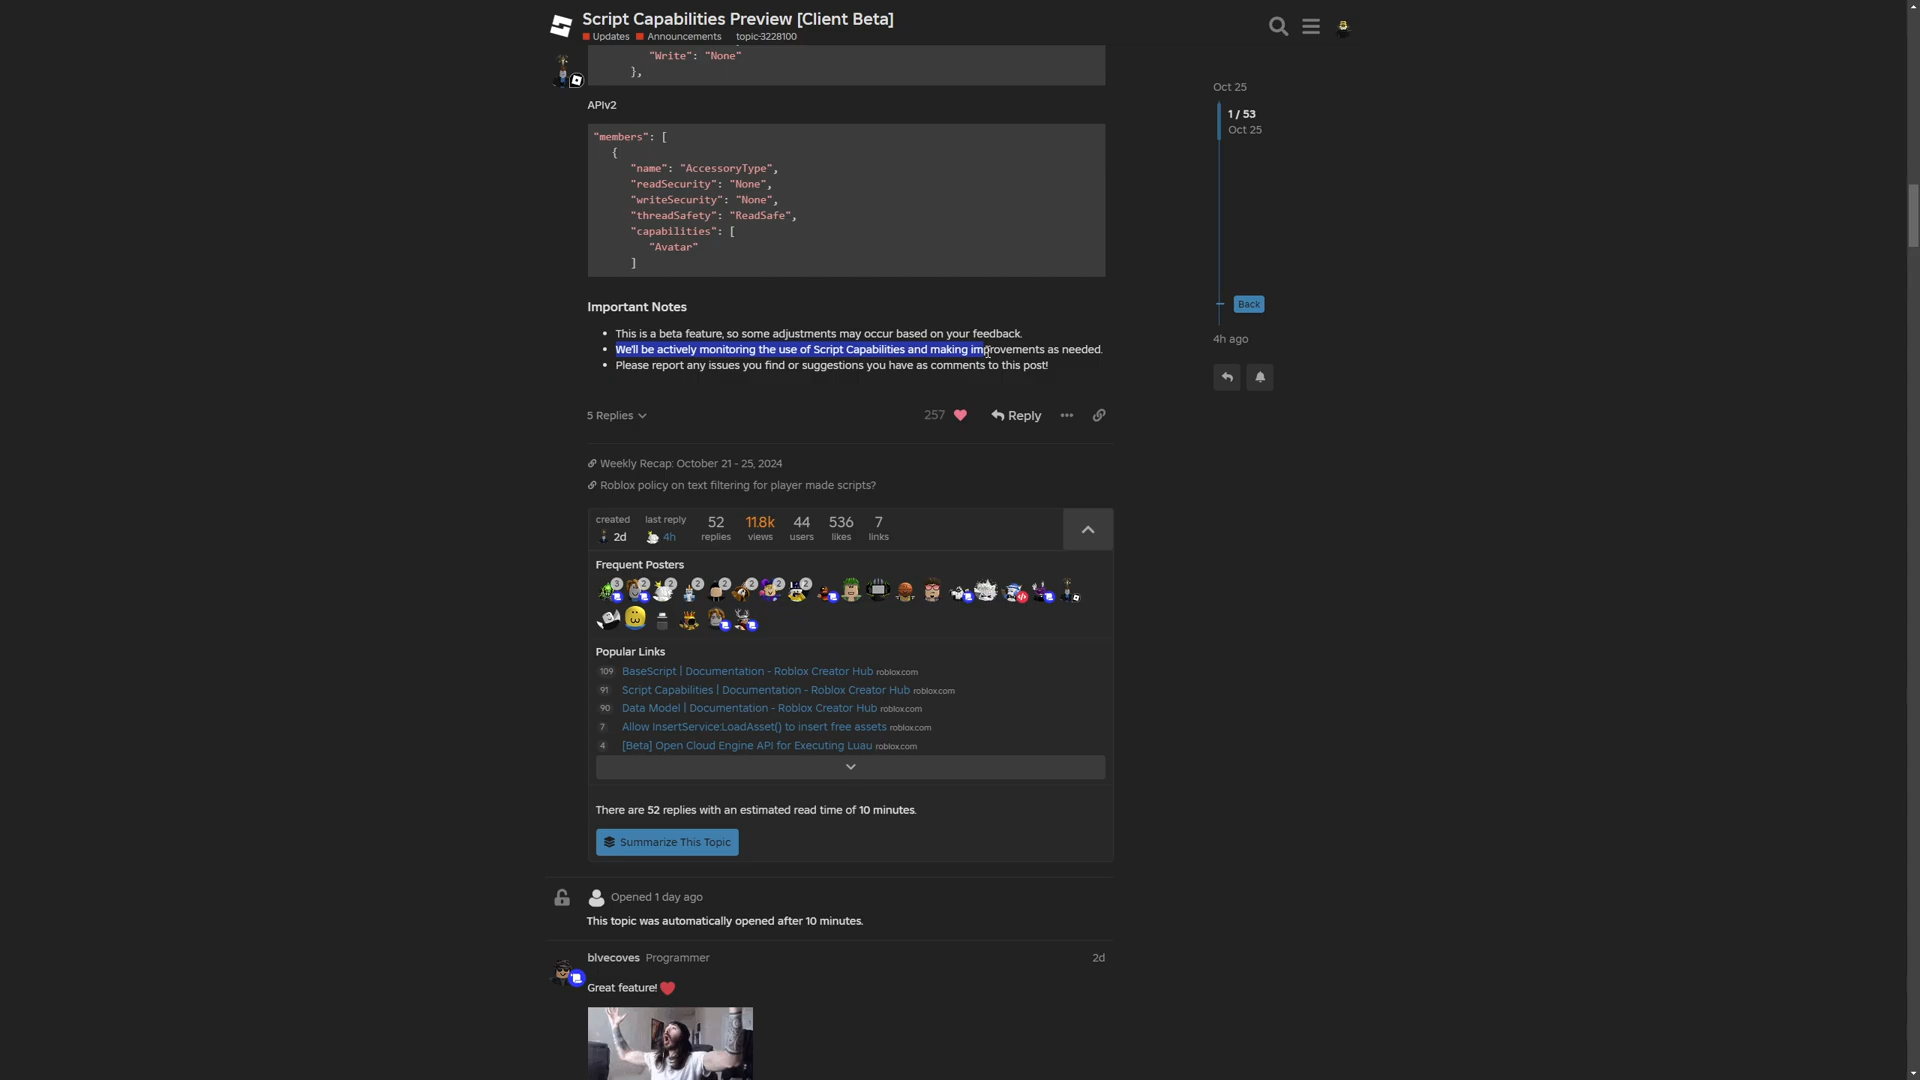 Script Capabilities Preview [Client Beta]
Updates Announcements topic-3228100
"Write": "None"
},
Oct 25
1 / 53
Oct 25
Back
4h ago
APIv2
"members": [
{
"name": "AccessoryType",
"readSecurity": "None",
"writeSecurity": "None",
"threadSafety": "ReadSafe",
"capabilities": [
"Avatar"
]
Important Notes
• This is a beta feature, so some adjustments may occur based on your feedback.
• We'll be actively monitoring the use of Script Capabilities and making improvements as needed.
• Please report any issues you find or suggestions you have as comments to this post!
5 Replies
257 Reply
Weekly Recap: October 21 - 25, 2024
Roblox policy on text filtering for player made scripts?
created last reply 52 11.8k 44 536 7
2d 4h replies views users likes links
Frequent Posters
3 2 2 2 2 2 2 2
Popular Links
109 BaseScript | Documentation - Roblox Creator Hub roblox.com
91 Script Capabilities | Documentation - Roblox Creator Hub roblox.com
90 Data Model | Documentation - Roblox Creator Hub roblox.com
7 Allow InsertService:LoadAsset() to insert free assets roblox.com
4 [Beta] Open Cloud Engine API for Executing Luau roblox.com
There are 52 replies with an estimated read time of 10 minutes.
Summarize This Topic
Opened 1 day ago
This topic was automatically opened after 10 minutes.
blvecoves Programmer 2d
Great feature!